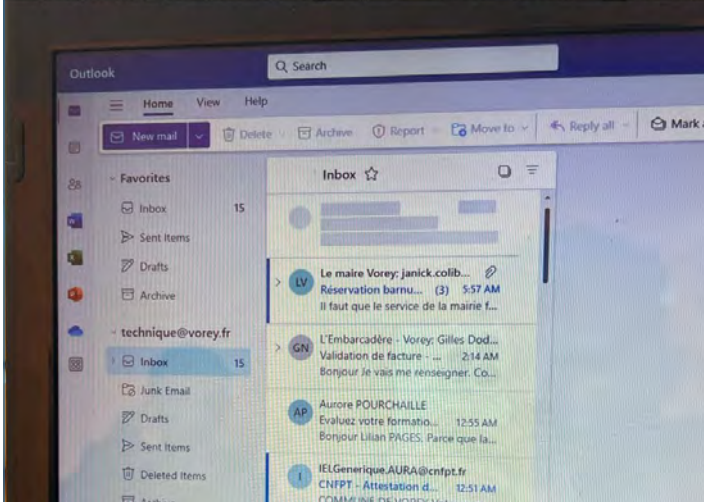 Outlook
Search
Home View Help
New mail Delete Archive Report Move to Reply all Mark
Favorites
Inbox 15
Sent Items
Drafts
Archive
technique@vorey.fr
Inbox 15
Junk Email
Drafts
Sent Items
Deleted Items
Inbox
LV
Le maire Vorey: janick.colib...
Réservation barnu... (3) 5:57 AM
Il faut que le service de la mairie f...
GN
L'Embarcadère - Vorey: Gilles Dod...
Validation de facture - ... 2:14 AM
Bonjour Je vais me renseigner. Co...
AP
Aurore POURCHAILLE
Evaluez votre formatio... 12:55 AM
Bonjour Lilian PAGES, Parce que la...
I
IELGenerique.AURA@cnfpt.fr
CNFPT - Attestation d... 12:51 AM
COMMUNE DE VOREY